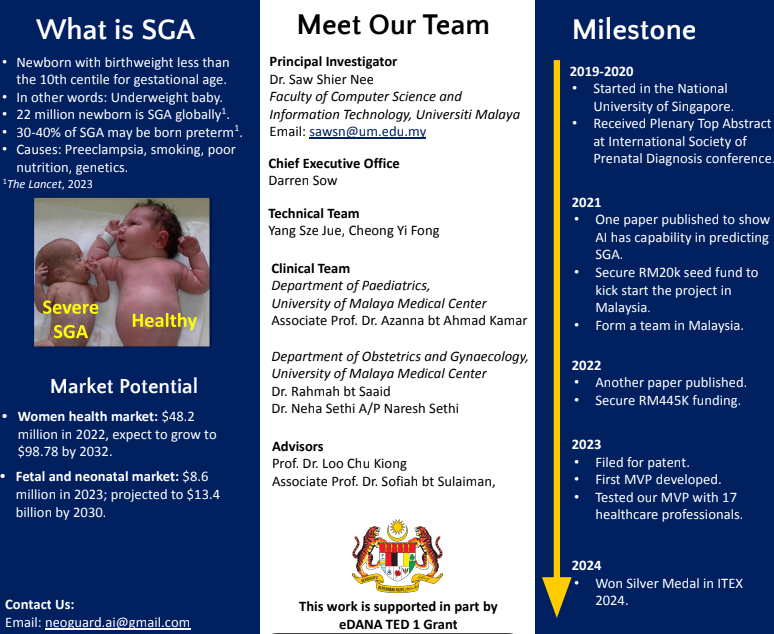 What is SGA
• Newborn with birthweight less than
the 10th centile for gestational age.
• In other words: Underweight baby.
• 22 million newborn is SGA globally¹.
• 30-40% of SGA may be born preterm¹.
• Causes: Preeclampsia, smoking, poor
nutrition, genetics.
¹The Lancet, 2023
Severe
SGA
Healthy
Market Potential
• Women health market: $48.2
million in 2022, expect to grow to
$98.78 by 2032.
• Fetal and neonatal market: $8.6
million in 2023; projected to $13.4
billion by 2030.
Contact Us:
Email: neoguard.ai@gmail.com
Meet Our Team
Principal Investigator
Dr. Saw Shier Nee
Faculty of Computer Science and
Information Technology, Universiti Malaya
Email: sawsn@um.edu.my
Chief Executive Office
Darren Sow
Technical Team
Yang Sze Jue, Cheong Yi Fong
Clinical Team
Department of Paediatrics,
University of Malaya Medical Center
Associate Prof. Dr. Azanna bt Ahmad Kamar
Department of Obstetrics and Gynaecology,
University of Malaya Medical Center
Dr. Rahmah bt Saaid
Dr. Neha Sethi A/P Naresh Sethi
Advisors
Prof. Dr. Loo Chu Kiong
Associate Prof. Dr. Sofiah bt Sulaiman,
This work is supported in part by
eDANA TED 1 Grant
Milestone
2019-2020
• Started in the National
University of Singapore.
• Received Plenary Top Abstract
at International Society of
Prenatal Diagnosis conference.
2021
• One paper published to show
AI has capability in predicting
SGA.
• Secure RM20k seed fund to
kick start the project in
Malaysia.
• Form a team in Malaysia.
2022
• Another paper published.
• Secure RM445K funding.
2023
• Filed for patent.
• First MVP developed.
• Tested our MVP with 17
healthcare professionals.
2024
• Won Silver Medal in ITEX
2024.